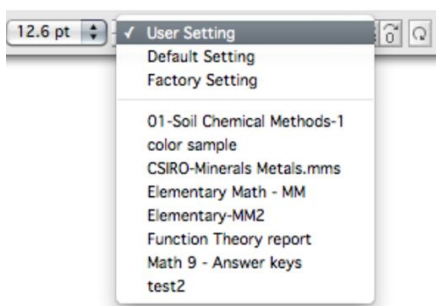 12.6 pt
✓ User Setting
Default Setting
Factory Setting
01-Soil Chemical Methods-1
color sample
CSIRO-Minerals Metals.mms
Elementary Math - MM
Elementary-MM2
Function Theory report
Math 9 - Answer keys
test2